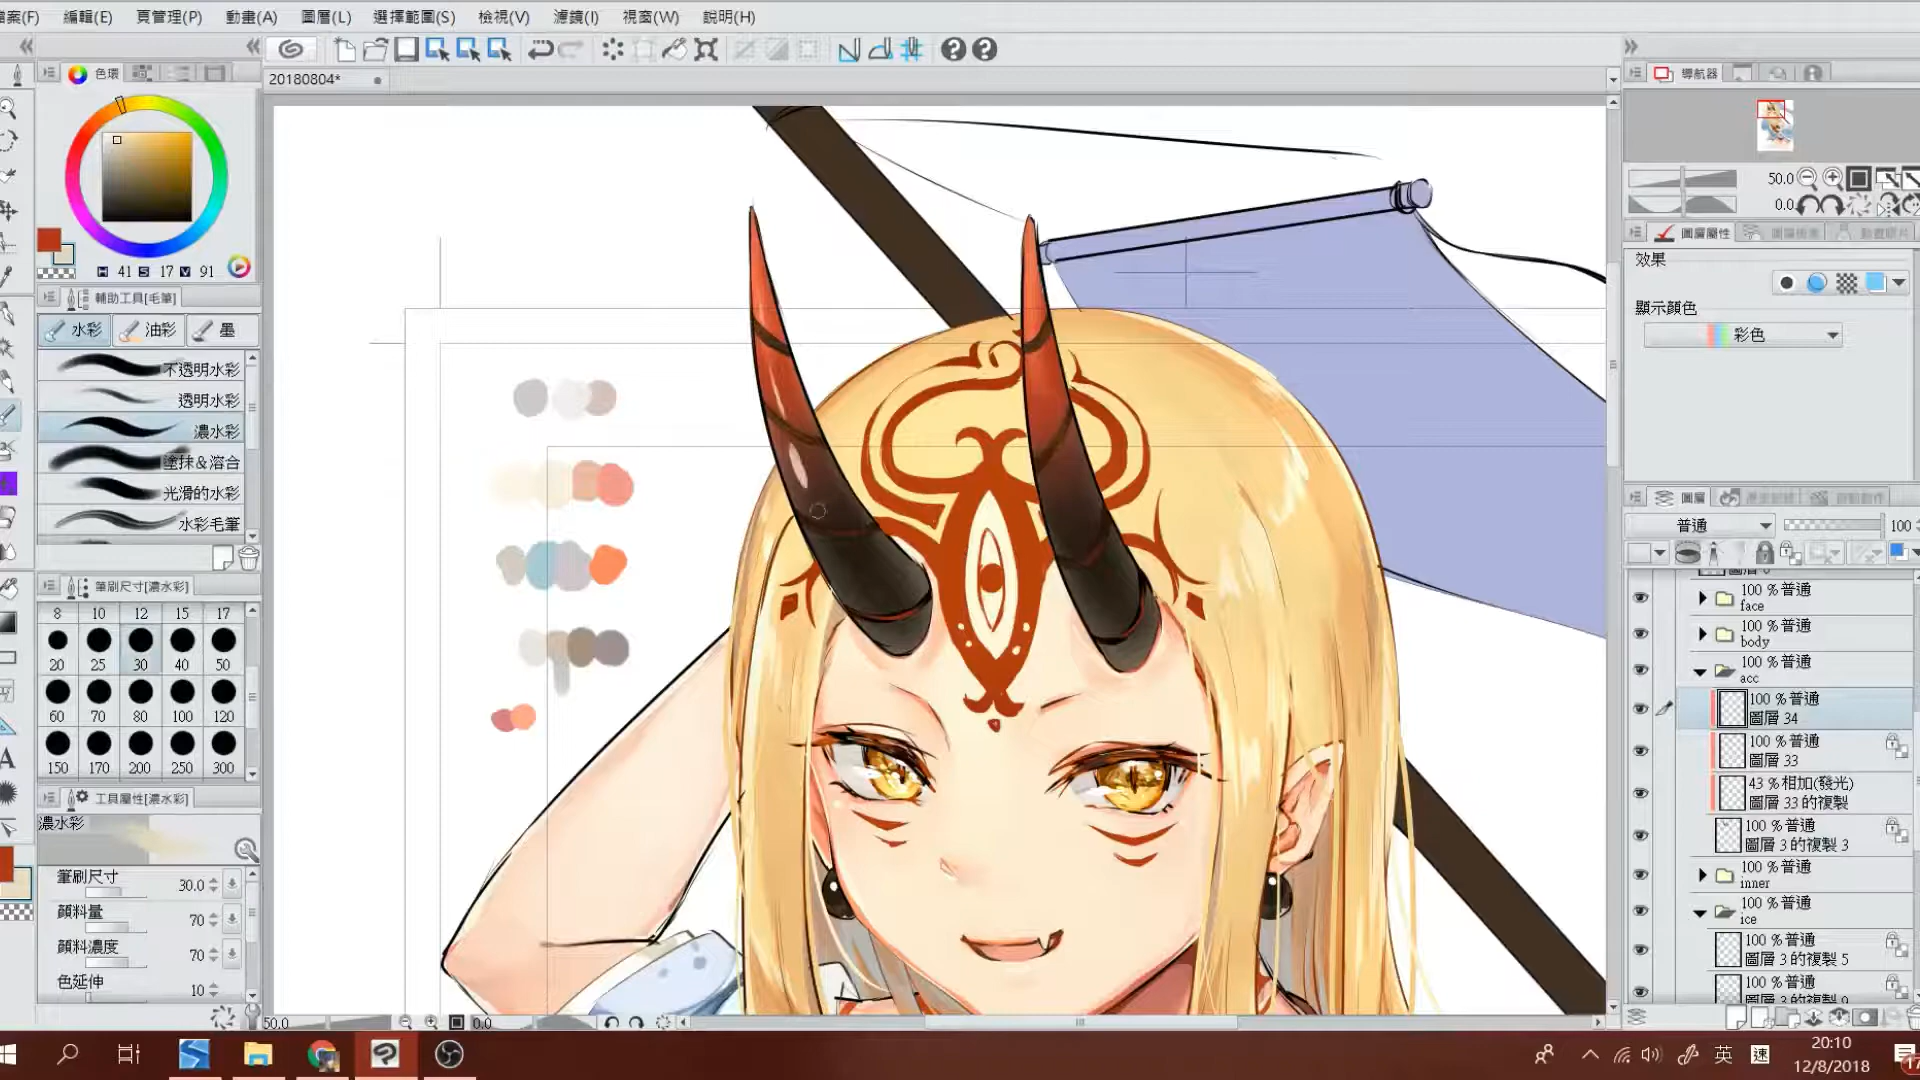 檔案(F) 編輯(E) 頁管理(P) 動畫(A) 圖層(L) 選擇範圍(S) 檢視(V) 濾鏡(I) 視窗(W) 說明(H)
20180804*
色環
導航器
50.0
0.0
H 41 S 17 V 91
圖層屬性
效果
顯示顏色
彩色
輔助工具[毛筆]
水彩 油彩 墨
不透明水彩
透明水彩
濃水彩
塗抹&溶合
光滑的水彩
水彩毛筆
筆刷尺寸[濃水彩]
8 10 12 15 17
20 25 30 40 50
60 70 80 100 120
150 170 200 250 300
工具屬性[濃水彩]
濃水彩
筆刷尺寸 30.0
顏料量 70
顏料濃度 70
色延伸 10
圖層
普通 100
100 %普通
face
100 %普通
body
100 %普通
acc
100 %普通
圖層 34
100 %普通
圖層 33
43 %相加(發光)
圖層 33 的複製
100 %普通
圖層 3 的複製 3
100 %普通
inner
100 %普通
ice
100 %普通
圖層 3 的複製 5
100 %普通
圖層 3 的複製 9
50.0 0.0
英 速
20:10
12/8/2018
17